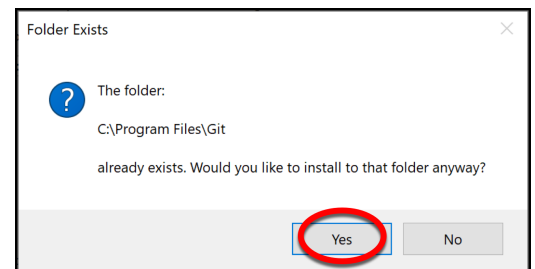 Folder Exists
?
The folder:
C:\Program Files\Git
already exists. Would you like to install to that folder anyway?
Yes No